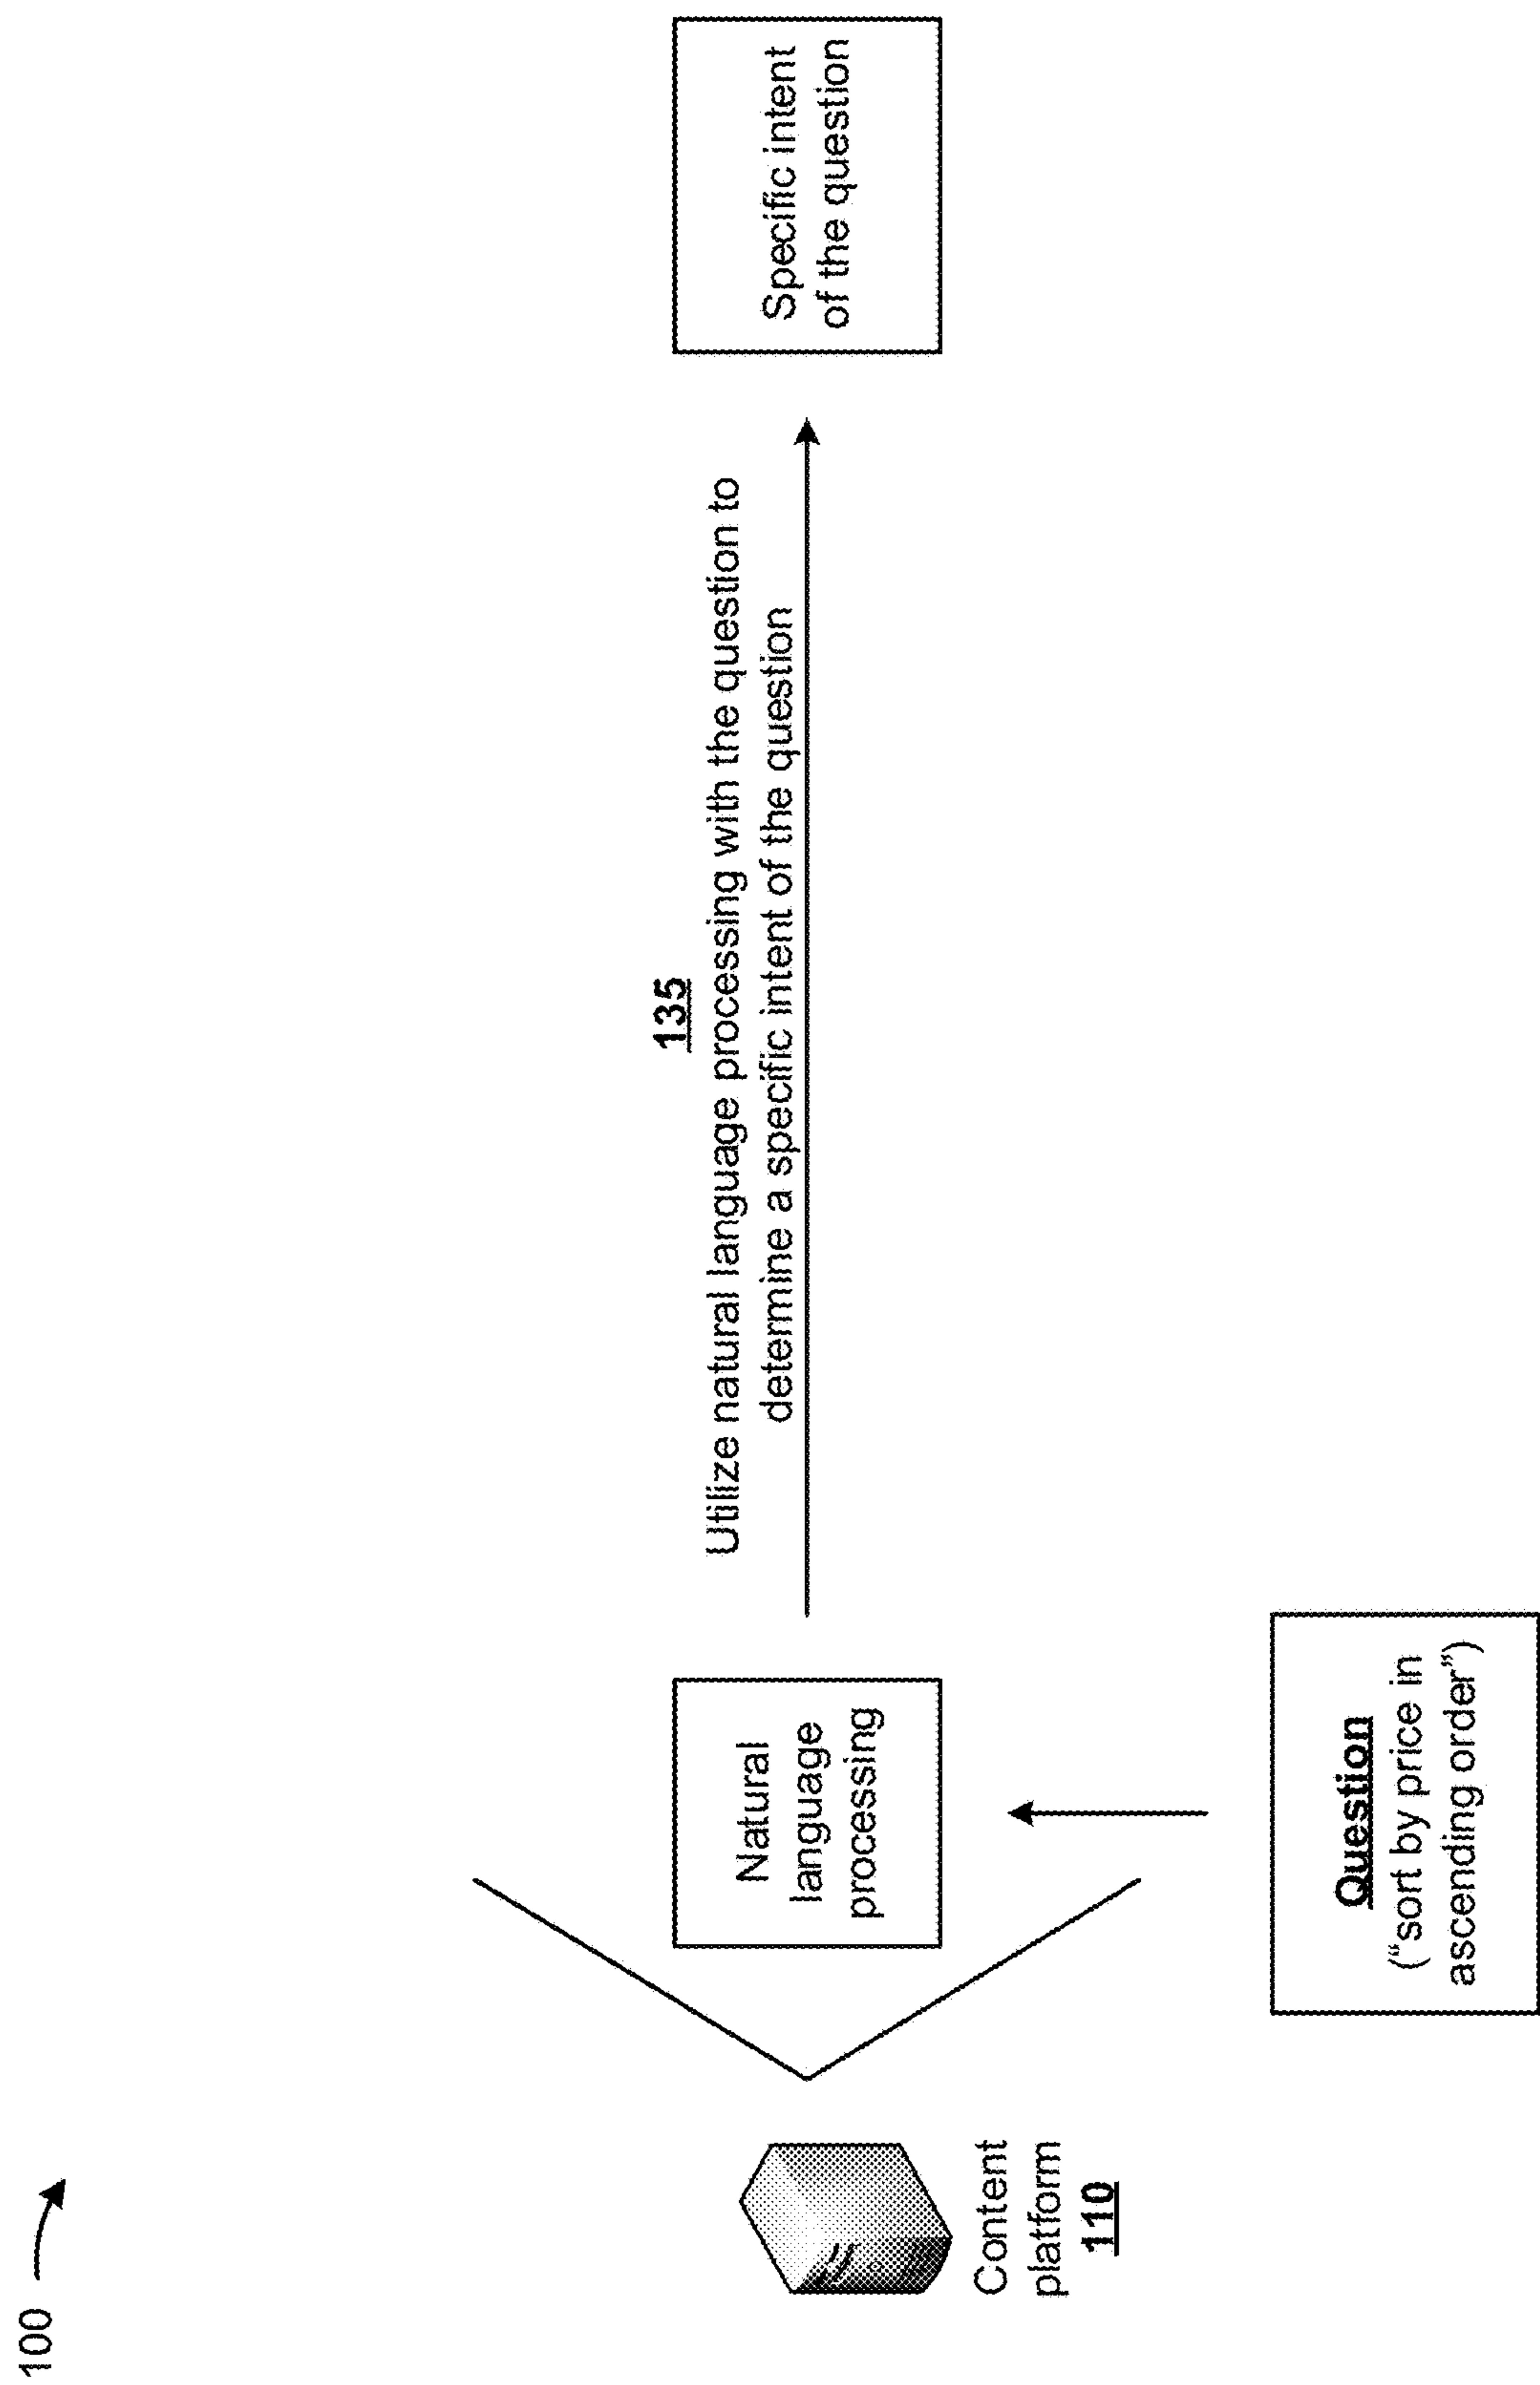 100
135
Utilize natural language processing with the question to
determine a specific intent of the question
Natural
language
processing
Specific intent
of the question
Content
platform
110
Question
(“sort by price in
ascending order”)